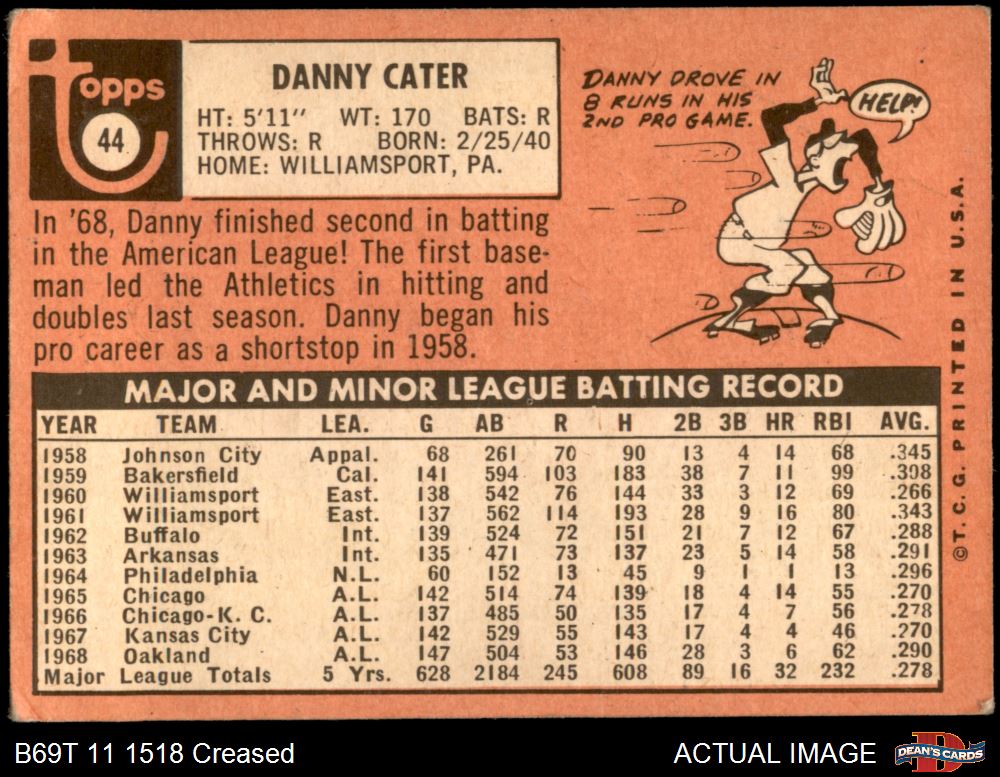 Topps
44
DANNY CATER
HT: 5'11" WT: 170 BATS: R
THROWS: R BORN: 2/25/40
HOME: WILLIAMSPORT, PA.
DANNY DROVE IN
8 RUNS IN HIS
2ND PRO GAME.
HELP!
In '68, Danny finished second in batting
in the American League! The first base-
man led the Athletics in hitting and
doubles last season. Danny began his
pro career as a shortstop in 1958.
MAJOR AND MINOR LEAGUE BATTING RECORD
YEAR TEAM LEA. G AB R H 2B 3B HR RBI AVG.
1958 Johnson City Appal. 68 261 70 90 13 4 14 68 .345
1959 Bakersfield Cal. 141 594 103 183 38 7 11 99 .308
1960 Williamsport East. 138 542 76 144 33 3 12 69 .266
1961 Williamsport East. 137 562 114 193 28 9 16 80 .343
1962 Buffalo Int. 139 524 72 151 21 7 12 67 .288
1963 Arkansas Int. 135 471 73 137 23 5 14 58 .291
1964 Philadelphia N.L. 60 152 13 45 9 1 1 13 .296
1965 Chicago A.L. 142 514 74 139 18 4 14 55 .270
1966 Chicago-K. C. A.L. 137 485 50 135 17 4 7 56 .278
1967 Kansas City A.L. 142 529 55 143 17 4 4 46 .270
1968 Oakland A.L. 147 504 53 146 28 3 6 62 .290
Major League Totals 5 Yrs. 628 2184 245 608 89 16 32 232 .278
©T. C. G. PRINTED IN U.S.A.
B69T 11 1518 Creased
ACTUAL IMAGE
DEAN'S CARDS